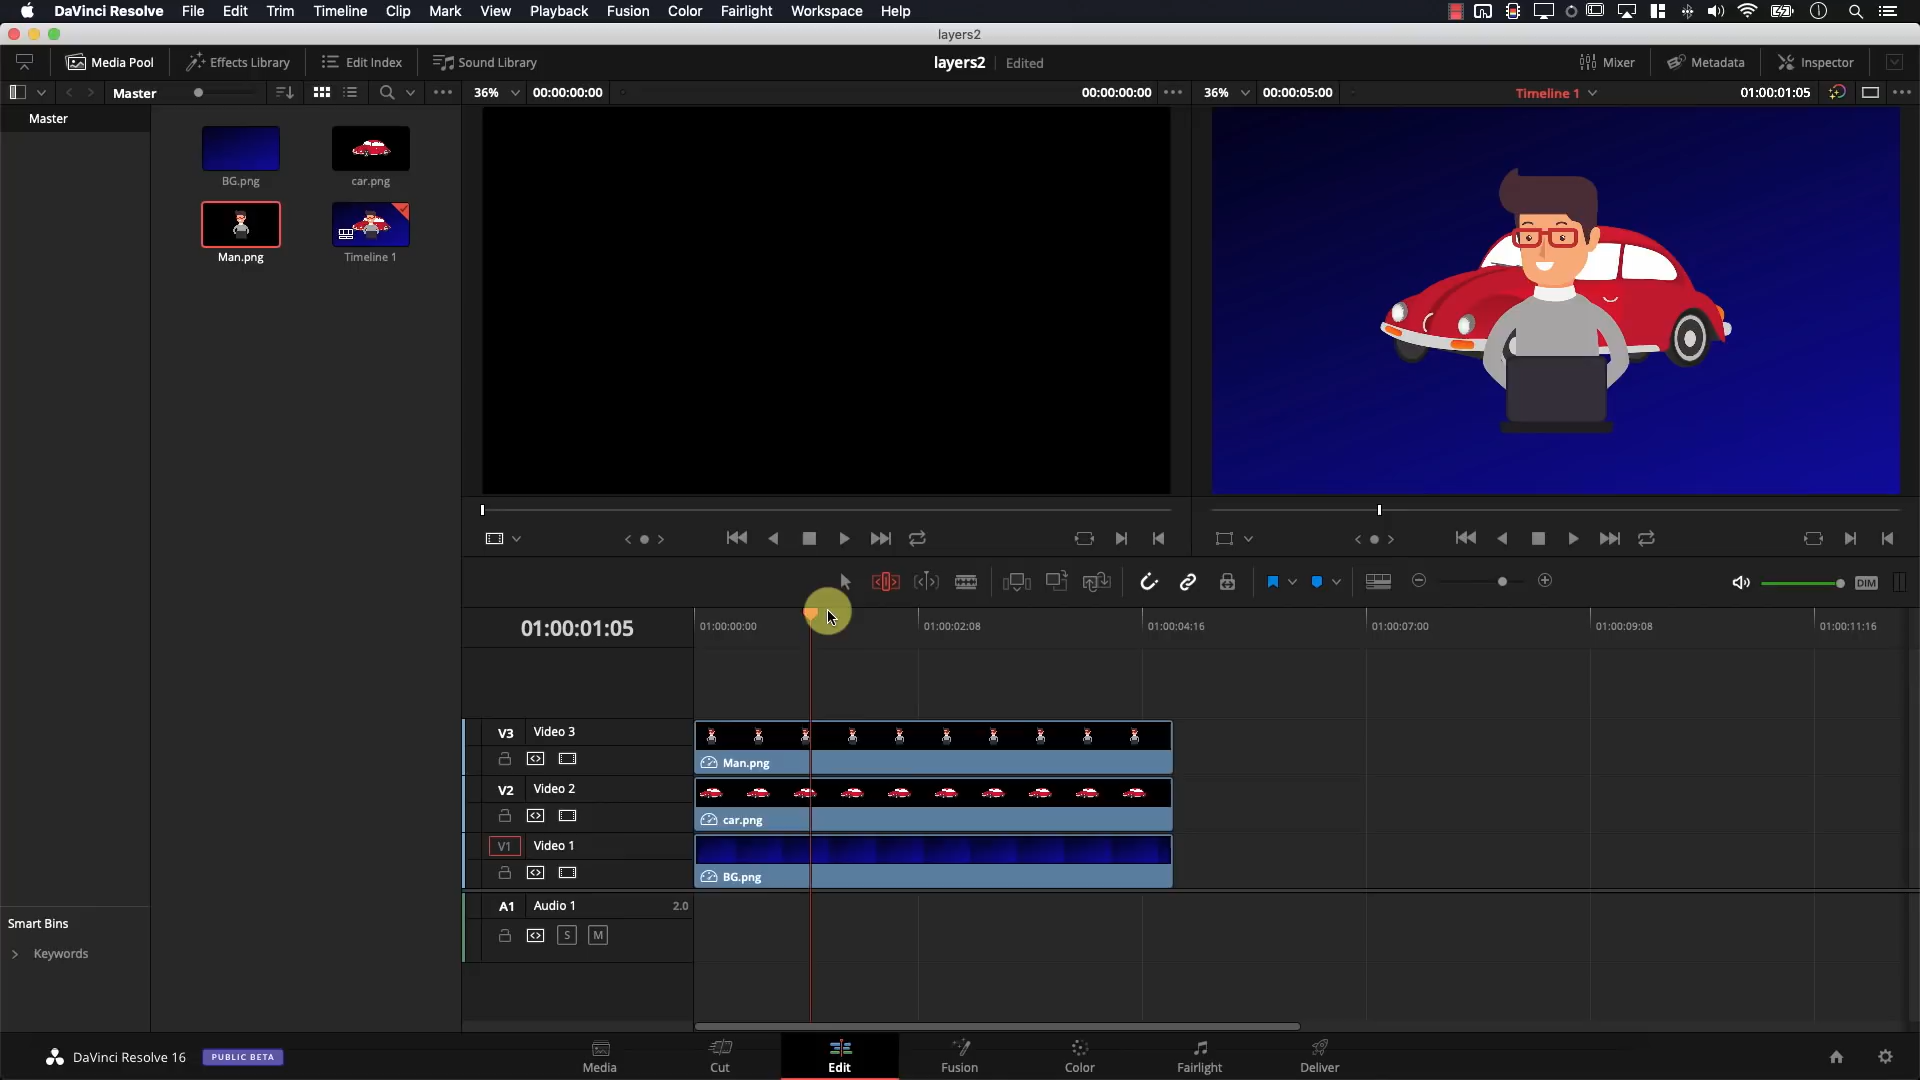 DaVinci Resolve File Edit Trim Timeline Clip Mark View Playback Fusion Color Fairlight Workspace Help
layers2
Media Pool Effects Library Edit Index Sound Library layers2 Edited Mixer Metadata Inspector
Master 36% 00:00:00:00 00:00:00:00 36% 00:00:05:00 Timeline 1 01:00:01:05
Master
BG.png car.png
Man.png Timeline 1
DIM
01:00:01:05 01:00:00:00 01:00:02:08 01:00:04:16 01:00:07:00 01:00:09:08 01:00:11:16
V3 Video 3
Man.png
V2 Video 2
car.png
V1 Video 1
BG.png
A1 Audio 1 2.0
S M
Smart Bins
Keywords
DaVinci Resolve 16 PUBLIC BETA
Media Cut Edit Fusion Color Fairlight Deliver